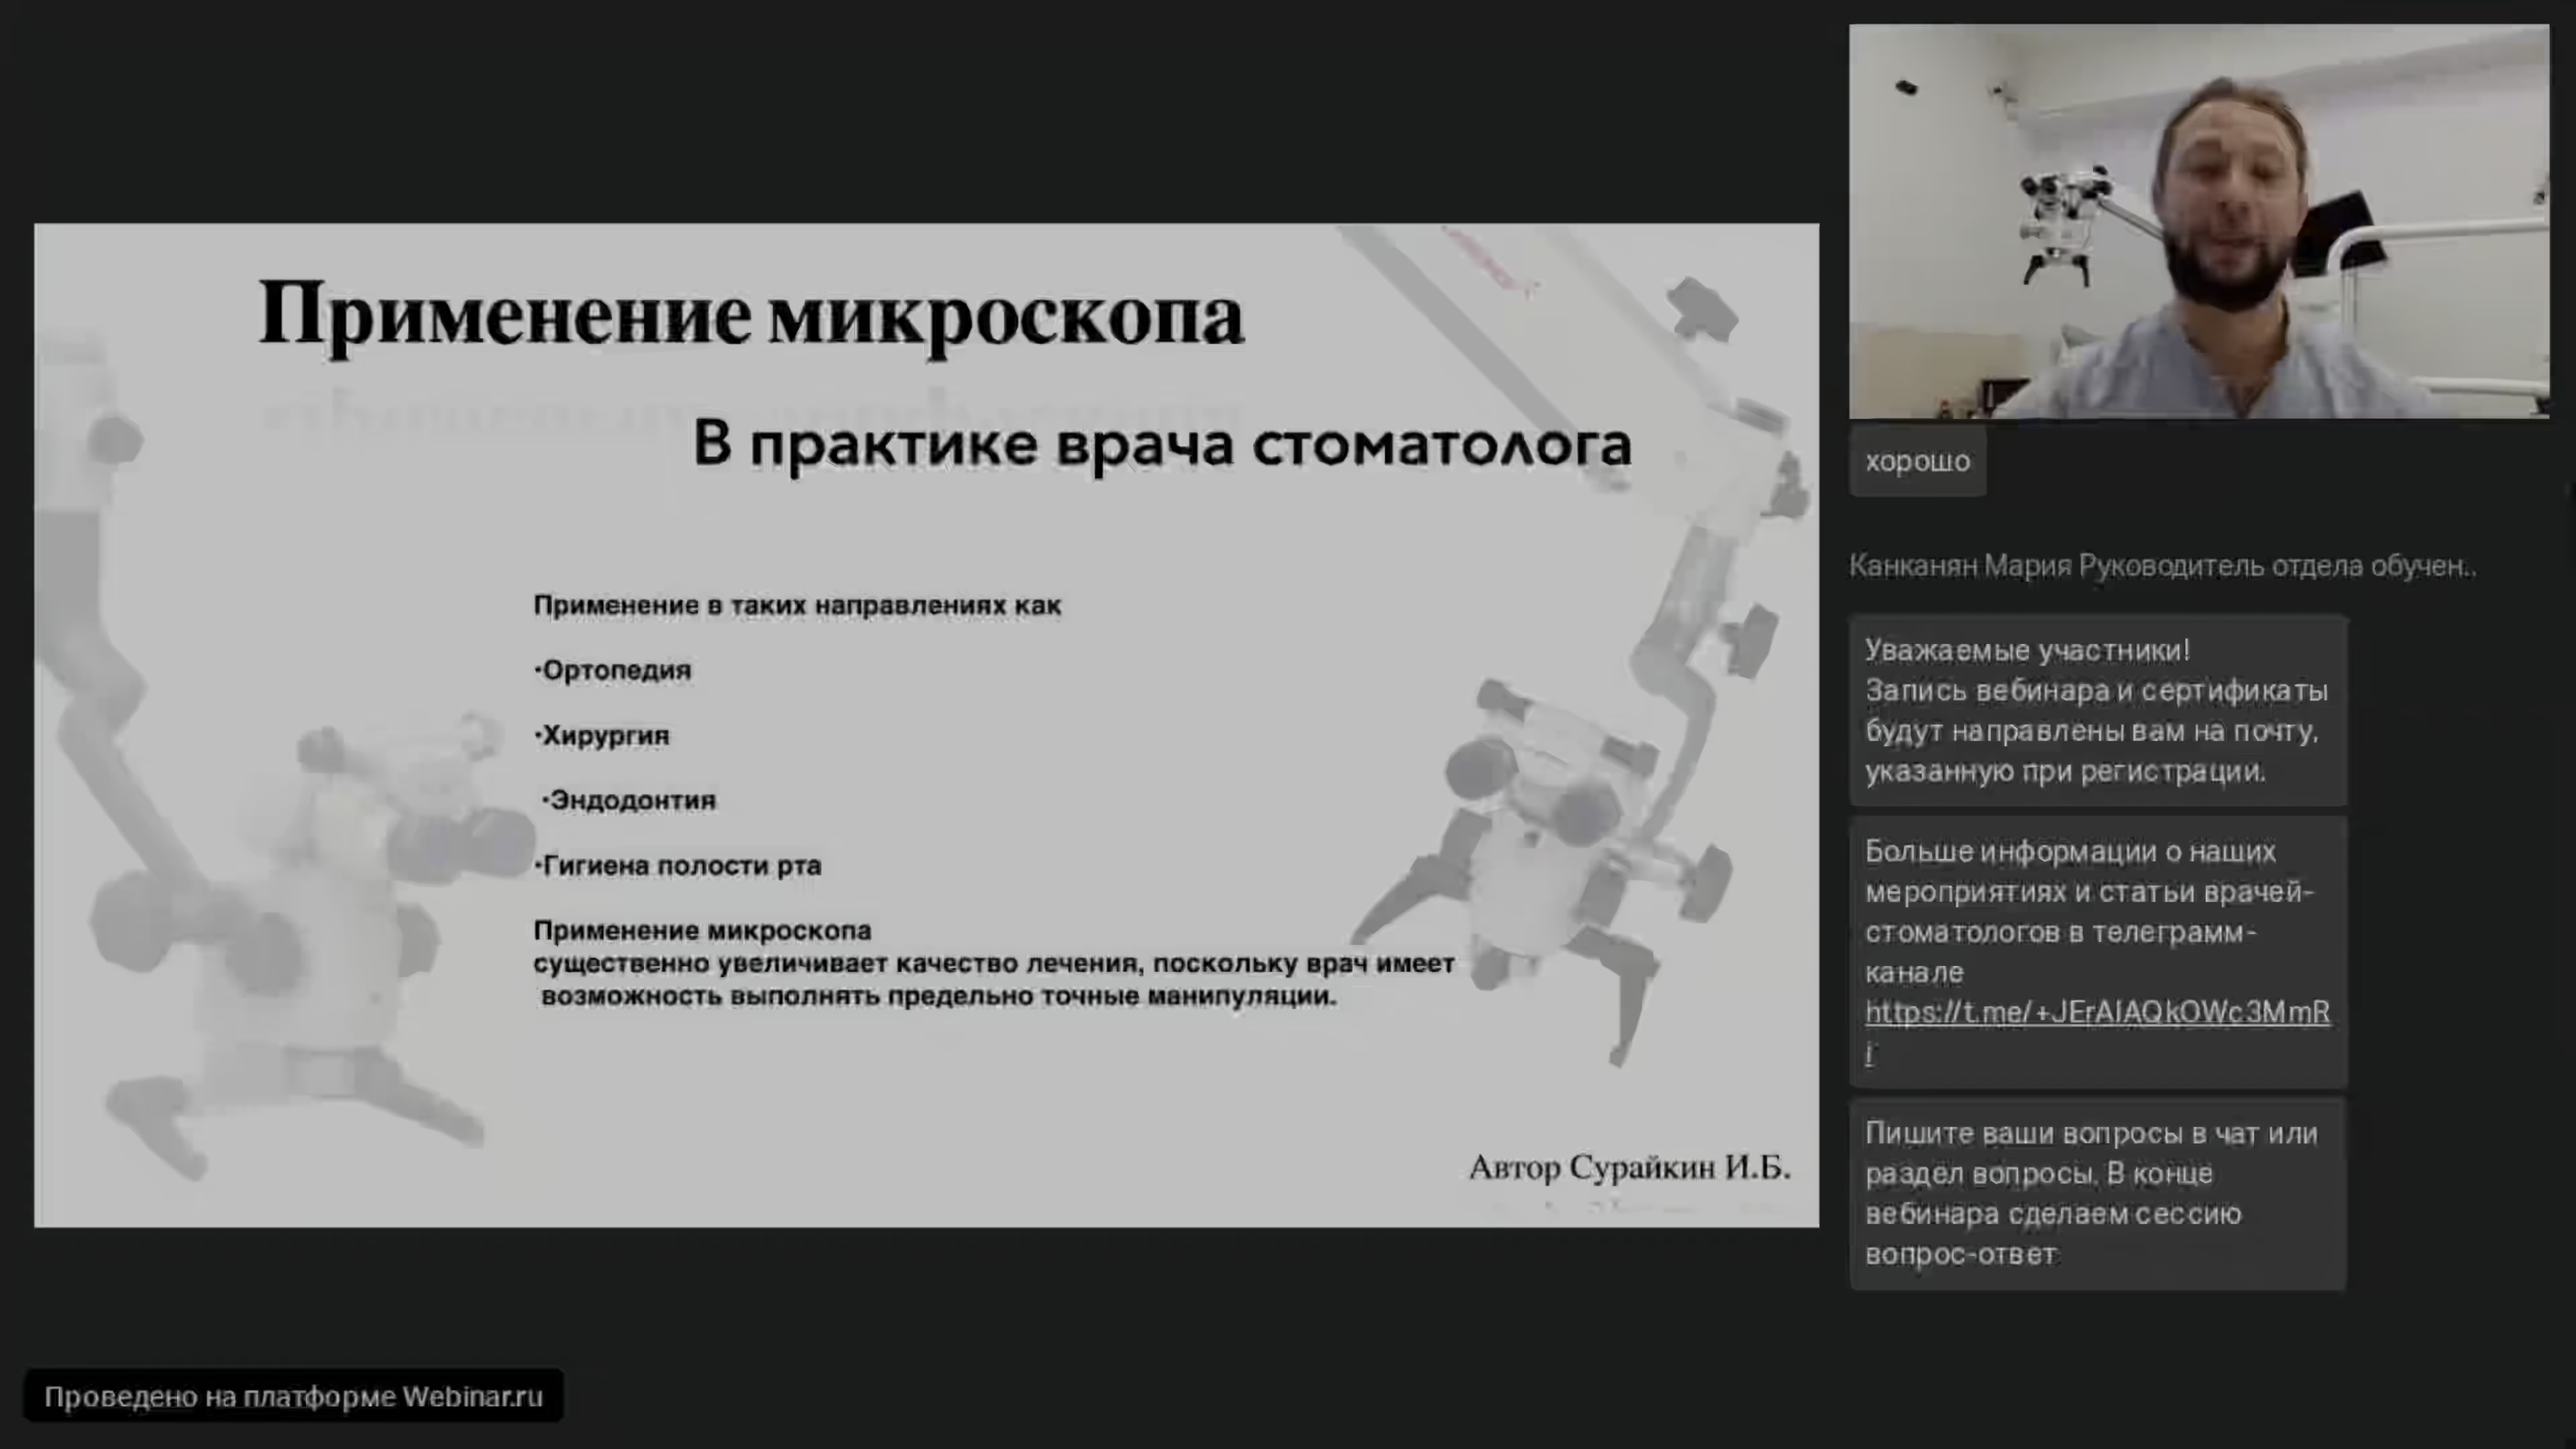 Применение микроскопа
В практике врача стоматолога
Применение в таких направлениях как
·Ортопедия
·Хирургия
·Эндодонтия
·Гигиена полости рта
Применение микроскопа
существенно увеличивает качество лечения, поскольку врач имеет
возможность выполнять предельно точные манипуляции.
Автор Сурайкин И.Б.
хорошо
Канканян Мария Руководитель отдела обучен..
Уважаемые участники!
Запись вебинара и сертификаты
будут направлены вам на почту,
указанную при регистрации.
Больше информации о наших
мероприятиях и статьи врачей-
стоматологов в телеграмм-
канале
https://t.me/+JErAlAQkOWc3MmR
i
Пишите ваши вопросы в чат или
раздел вопросы. В конце
вебинара сделаем сессию
вопрос-ответ
Проведено на платформе Webinar.ru